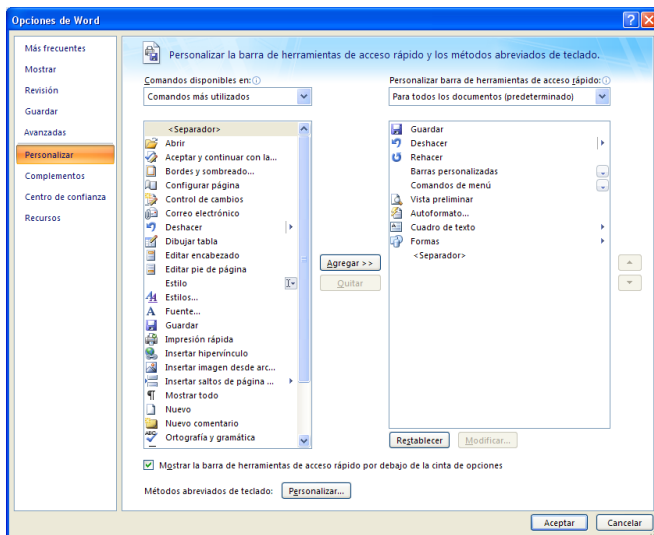 Opciones de Word
Más frecuentes
Mostrar
Revisión
Guardar
Avanzadas
Personalizar
Complementos
Centro de confianza
Recursos
Personalizar la barra de herramientas de acceso rápido y los métodos abreviados de teclado.
Comandos disponibles en:
Comandos más utilizados
<Separador>
Abrir
Aceptar y continuar con la...
Bordes y sombreado...
Configurar página
Control de cambios
Correo electrónico
Deshacer
Dibujar tabla
Editar encabezado
Editar pie de página
Estilo
Estilos...
Fuente...
Guardar
Impresión rápida
Insertar hipervínculo
Insertar imagen desde arc...
Insertar saltos de página ...
Mostrar todo
Nuevo
Nuevo comentario
Ortografía y gramática
Agregar >>
Quitar
Personalizar barra de herramientas de acceso rápido:
Para todos los documentos (predeterminado)
Guardar
Deshacer
Rehacer
Barras personalizadas
Comandos de menú
Vista preliminar
Autoformato...
Cuadro de texto
Formas
<Separador>
Restablecer
Modificar...
Mostrar la barra de herramientas de acceso rápido por debajo de la cinta de opciones
Métodos abreviados de teclado:
Personalizar...
Aceptar
Cancelar